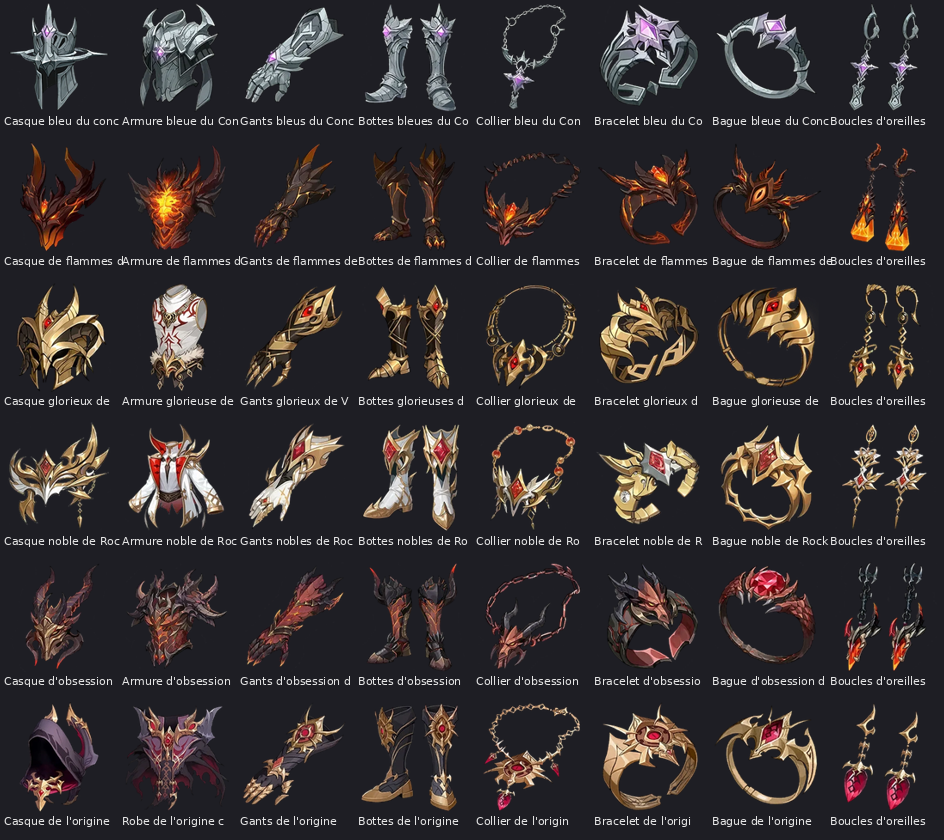 Casque bleu du conc Armure bleue du Con Gants bleus du Conc Bottes bleues du Co Collier bleu du Con Bracelet bleu du Co Bague bleue du Conc Boucles d'oreilles
Casque de flammes d Armure de flammes d Gants de flammes de Bottes de flammes d Collier de flammes Bracelet de flammes Bague de flammes de Boucles d'oreilles
Casque glorieux de Armure glorieuse de Gants glorieux de V Bottes glorieuses d Collier glorieux de Bracelet glorieux d Bague glorieuse de Boucles d'oreilles
Casque noble de Roc Armure noble de Roc Gants nobles de Roc Bottes nobles de Ro Collier noble de Ro Bracelet noble de R Bague noble de Rock Boucles d'oreilles
Casque d'obsession Armure d'obsession Gants d'obsession d Bottes d'obsession Collier d'obsession Bracelet d'obsessio Bague d'obsession d Boucles d'oreilles
Casque de l'origine Robe de l'origine c Gants de l'origine Bottes de l'origine Collier de l'origin Bracelet de l'origi Bague de l'origine Boucles d'oreilles